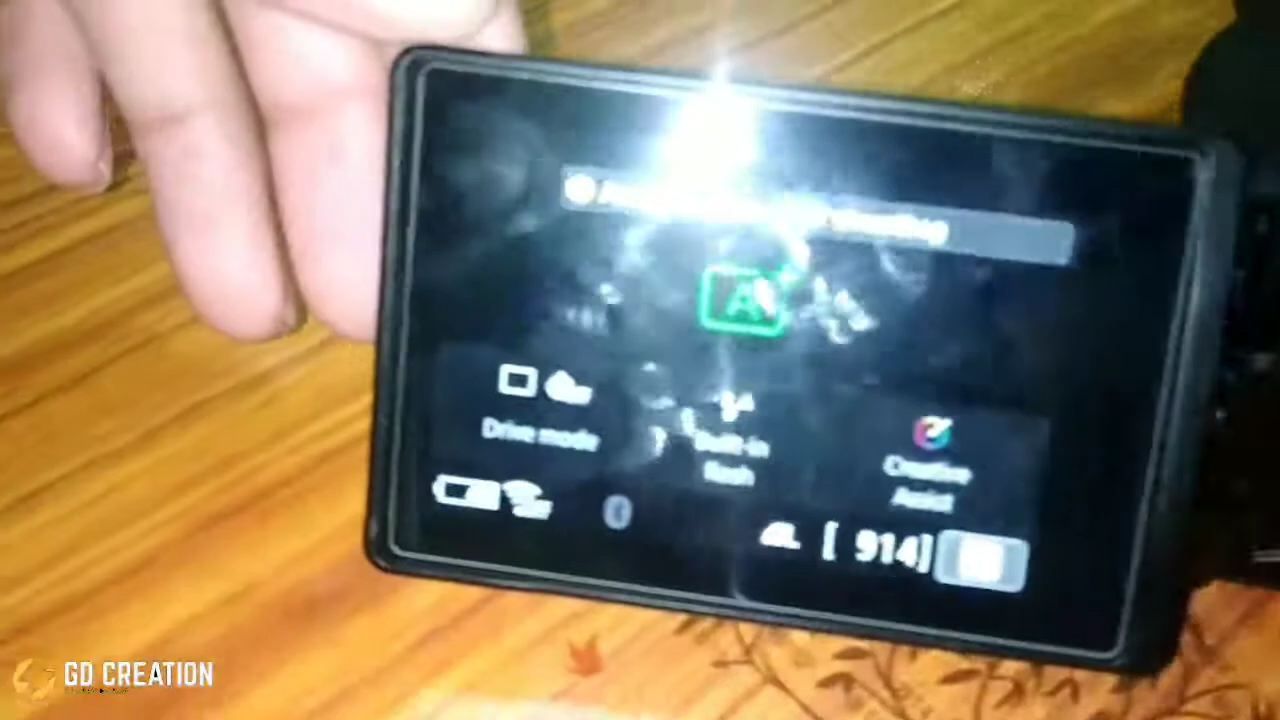 A
Drive mode
Built-in
flash
Creative
Assist
L [ 914]
GD CREATION